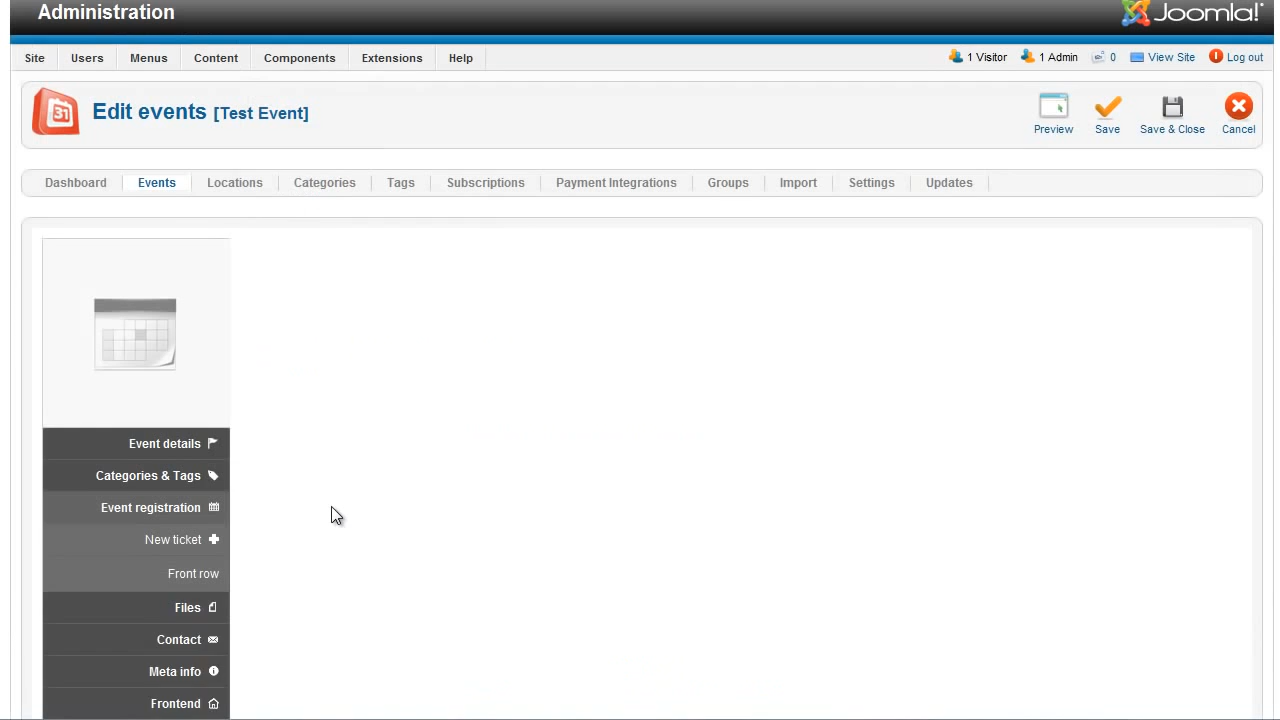 Administration
Joomla!
Site Users Menus Content Components Extensions Help
1 Visitor 1 Admin 0 View Site Log out
31
Edit events [Test Event]
Preview Save Save & Close Cancel
Dashboard Events Locations Categories Tags Subscriptions Payment Integrations Groups Import Settings Updates
Event details
Categories & Tags
Event registration
New ticket
Front row
Files
Contact
Meta info
Frontend